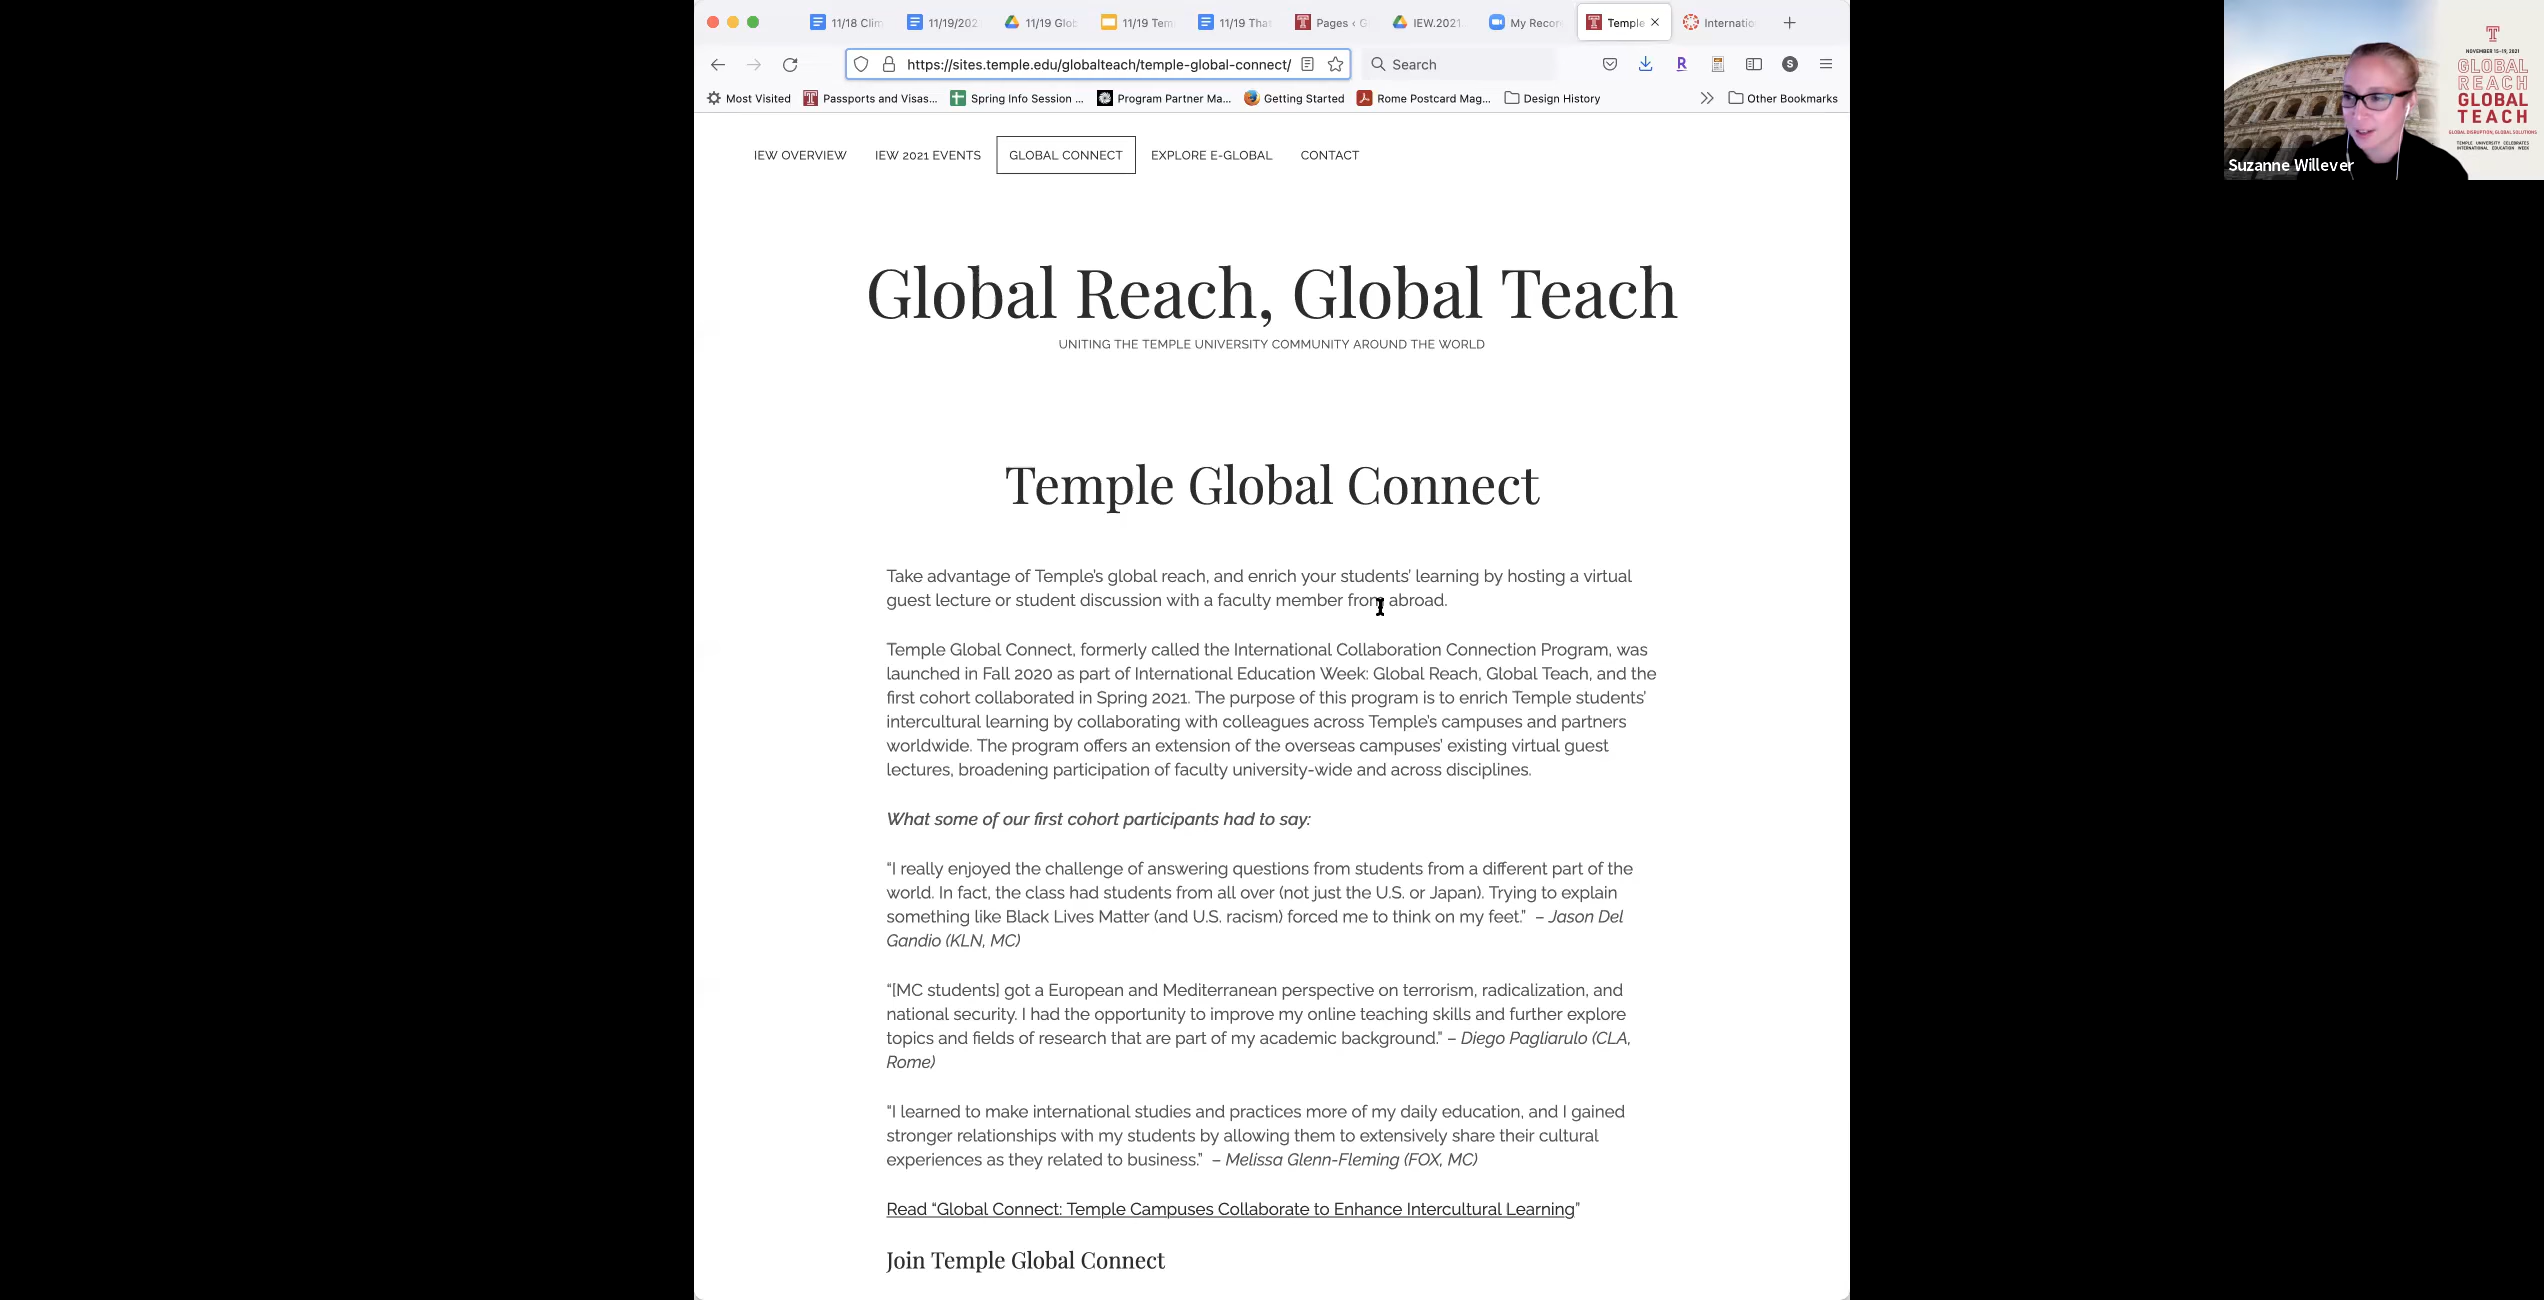 11/18 Clim
11/19/202
11/19 Glob
11/19 Tem
11/19 Tha
Pages ‹ G
IEW.2021
My Recor
Temple
Internatio
https://sites.temple.edu/globalteach/temple-global-connect/
Search
Most Visited
Passports and Visas...
Spring Info Session ...
Program Partner Ma...
Getting Started
Rome Postcard Mag...
Design History
Other Bookmarks
IEW OVERVIEW
IEW 2021 EVENTS
GLOBAL CONNECT
EXPLORE E-GLOBAL
CONTACT
Global Reach, Global Teach
UNITING THE TEMPLE UNIVERSITY COMMUNITY AROUND THE WORLD
Temple Global Connect
Take advantage of Temple’s global reach, and enrich your students’ learning by hosting a virtual
guest lecture or student discussion with a faculty member from abroad.
Temple Global Connect, formerly called the International Collaboration Connection Program, was
launched in Fall 2020 as part of International Education Week: Global Reach, Global Teach, and the
first cohort collaborated in Spring 2021. The purpose of this program is to enrich Temple students’
intercultural learning by collaborating with colleagues across Temple’s campuses and partners
worldwide. The program offers an extension of the overseas campuses’ existing virtual guest
lectures, broadening participation of faculty university-wide and across disciplines.
What some of our first cohort participants had to say:
“I really enjoyed the challenge of answering questions from students from a different part of the
world. In fact, the class had students from all over (not just the U.S. or Japan). Trying to explain
something like Black Lives Matter (and U.S. racism) forced me to think on my feet.” – Jason Del
Gandio (KLN, MC)
“[MC students] got a European and Mediterranean perspective on terrorism, radicalization, and
national security. I had the opportunity to improve my online teaching skills and further explore
topics and fields of research that are part of my academic background.” – Diego Pagliarulo (CLA,
Rome)
“I learned to make international studies and practices more of my daily education, and I gained
stronger relationships with my students by allowing them to extensively share their cultural
experiences as they related to business.” – Melissa Glenn-Fleming (FOX, MC)
Read “Global Connect: Temple Campuses Collaborate to Enhance Intercultural Learning”
Join Temple Global Connect
NOVEMBER 15-19, 2021
GLOBAL
REACH
GLOBAL
TEACH
GLOBAL DISRUPTION, GLOBAL SOLUTIONS
TEMPLE UNIVERSITY CELEBRATES
INTERNATIONAL EDUCATION WEEK
Suzanne Willever